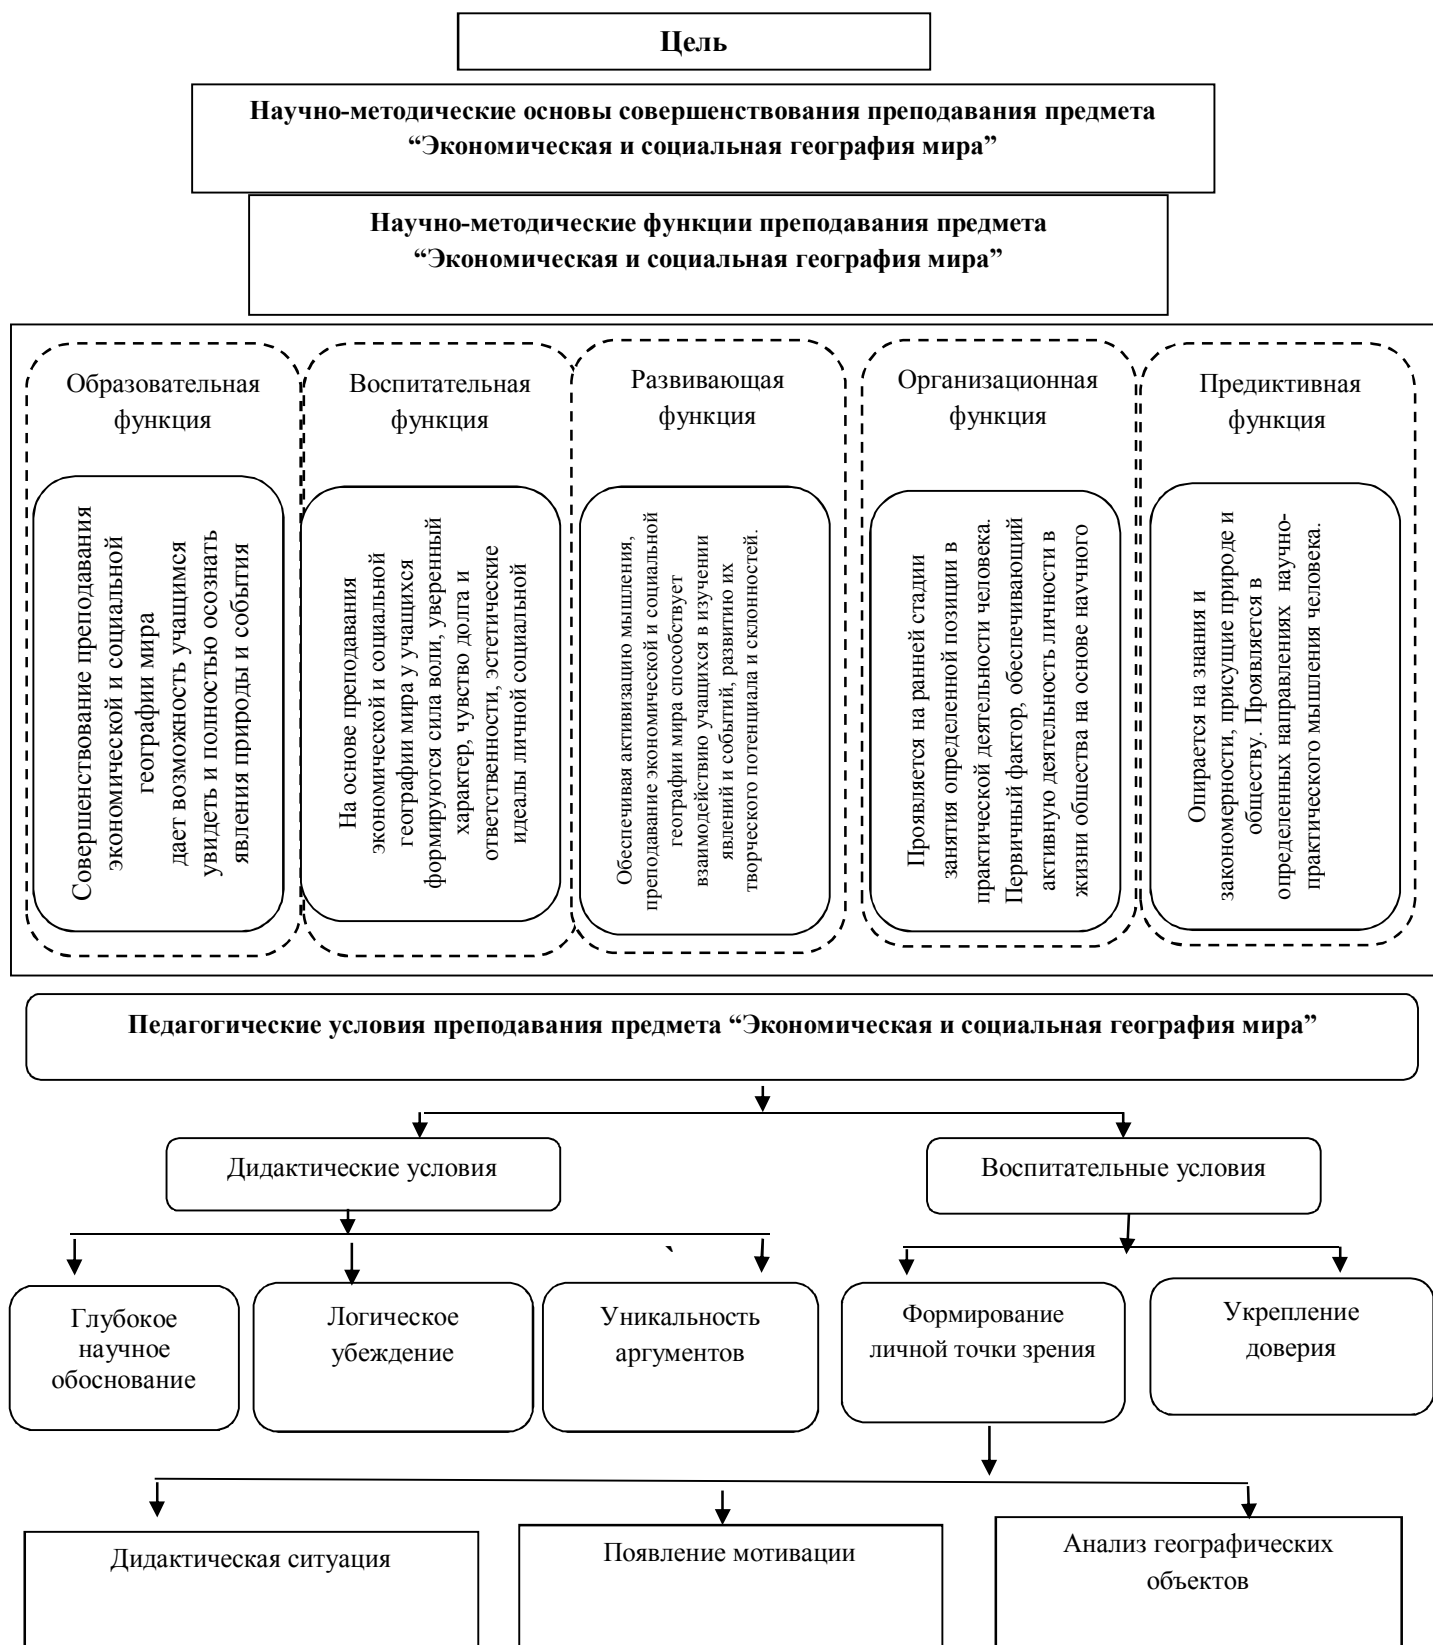 Цель
Научно-методические основы совершенствования преподавания предмета
“Экономическая и социальная география мира”
Научно-методические функции преподавания предмета
“Экономическая и социальная география мира”
Образовательная
функция
Воспитательная
функция
Развивающая
функция
Организационная
функция
Предиктивная
функция
Совершенствование преподавания
экономической и социальной
географии мира
дает возможность учащимся
увидеть и полностью осознать
явления природы и события
На основе преподавания
экономической и социальной
географии мира у учащихся
формируются сила воли, уверенный
характер, чувство долга и
ответственности, эстетические
идеалы личной социальной
Обеспечивая активизацию мышления,
преподавание экономической и социальной
географии мира способствует
взаимодействию учащихся в изучении
явлений и событий, развитию их
творческого потенциала и склонностей.
Проявляется на ранней стадии
занятия определенной позиции в
практической деятельности человека.
Первичный фактор, обеспечивающий
активную деятельность личности в
жизни общества на основе научного
Опирается на знания и
закономерности, присущие природе и
обществу. Проявляется в
определенных направлениях научно-
практического мышления человека.
Педагогические условия преподавания предмета “Экономическая и социальная география мира”
Дидактические условия
Воспитательные условия
`
Глубокое
научное
обоснование
Логическое
убеждение
Уникальность
аргументов
Формирование
личной точки зрения
Укрепление
доверия
Дидактическая ситуация
Появление мотивации
Анализ географических
объектов